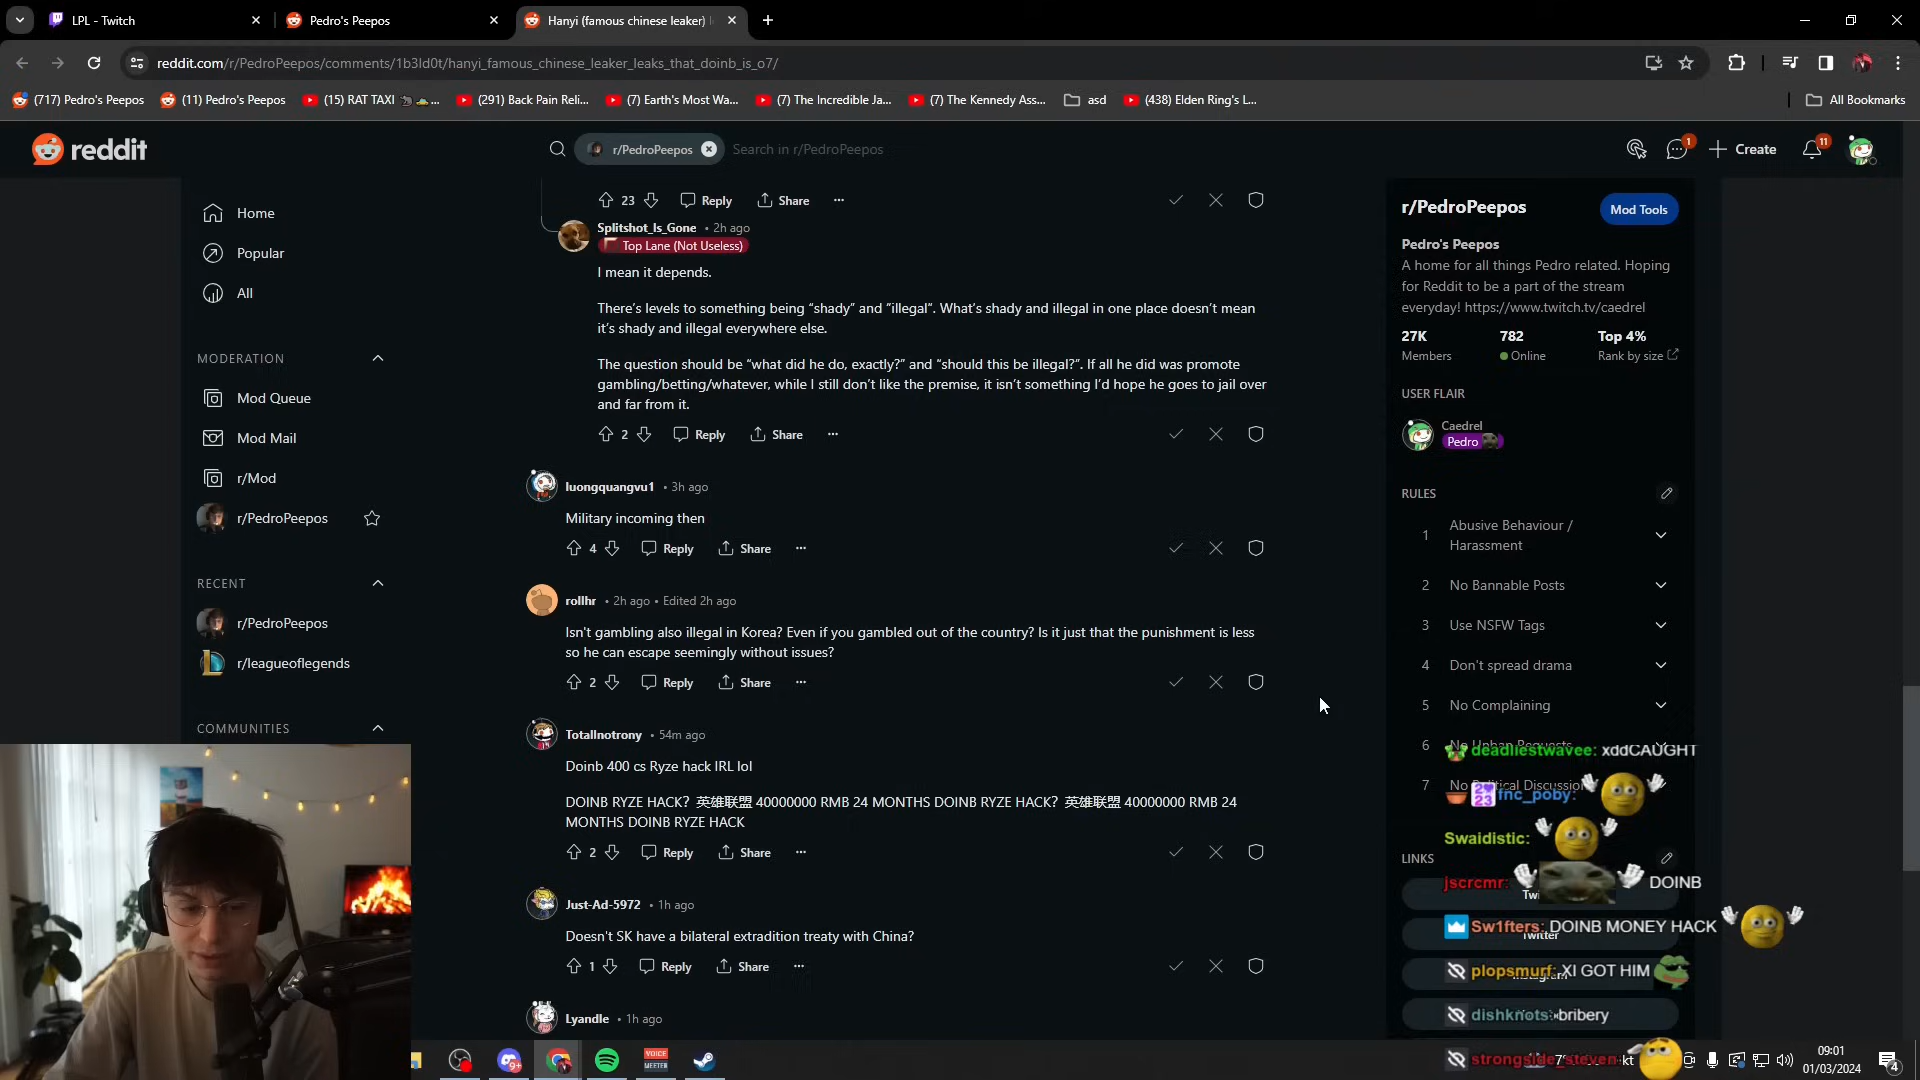 LPL - Twitch
Pedro's Peepos
Hanyi (famous chinese leaker) l
reddit.com/r/PedroPeepos/comments/1b3ld0t/hanyi_famous_chinese_leaker_leaks_that_doinb_is_o7/
(717) Pedro's Peepos
(11) Pedro's Peepos
(15) RAT TAXI
(291) Back Pain Reli...
(7) Earth's Most Wa...
(7) The Incredible Ja...
(7) The Kennedy Ass...
asd
(438) Elden Ring's L...
All Bookmarks
reddit
r/PedroPeepos
Search in r/PedroPeepos
1
Create
11
Home
Popular
All
MODERATION
Mod Queue
Mod Mail
r/Mod
r/PedroPeepos
RECENT
r/PedroPeepos
r/leagueoflegends
COMMUNITIES
23 Reply Share
Splitshot_Is_Gone • 2h ago
Top Lane (Not Useless)
I mean it depends.
There's levels to something being “shady” and “illegal”. What's shady and illegal in one place doesn't mean
it's shady and illegal everywhere else.
The question should be “what did he do, exactly?” and “should this be illegal?”. If all he did was promote
gambling/betting/whatever, while I still don't like the premise, it isn't something I'd hope he goes to jail over
and far from it.
2 Reply Share
luongquangvu1 • 3h ago
Military incoming then
4 Reply Share
rollhr • 2h ago • Edited 2h ago
Isn't gambling also illegal in Korea? Even if you gambled out of the country? Is it just that the punishment is less
so he can escape seemingly without issues?
2 Reply Share
Totallnotrony • 54m ago
Doinb 400 cs Ryze hack IRL lol
DOINB RYZE HACK? 英雄联盟 40000000 RMB 24 MONTHS DOINB RYZE HACK? 英雄联盟 40000000 RMB 24
MONTHS DOINB RYZE HACK
2 Reply Share
Just-Ad-5972 • 1h ago
Doesn't SK have a bilateral extradition treaty with China?
1 Reply Share
Lyandle • 1h ago
r/PedroPeepos
Mod Tools
Pedro's Peepos
A home for all things Pedro related. Hoping
for Reddit to be a part of the stream
everyday! https://www.twitch.tv/caedrel
27K 782 Top 4%
Members Online Rank by size
USER FLAIR
Caedrel
Pedro
RULES
1 Abusive Behaviour /
Harassment
2 No Bannable Posts
3 Use NSFW Tags
4 Don't spread drama
5 No Complaining
6 No Unban Requests
7 No Political Discussion
LINKS
Twitter
deadliestwavee: xddCAUGHT
fnc_poby:
Swaidistic:
jscrcmr: DOINB
Sw1fters: DOINB MONEY HACK
plopsmurf: XI GOT HIM
dishknots: bribery
strongside_steven:
VOICE
MEETER
9+
09:01
01/03/2024
4